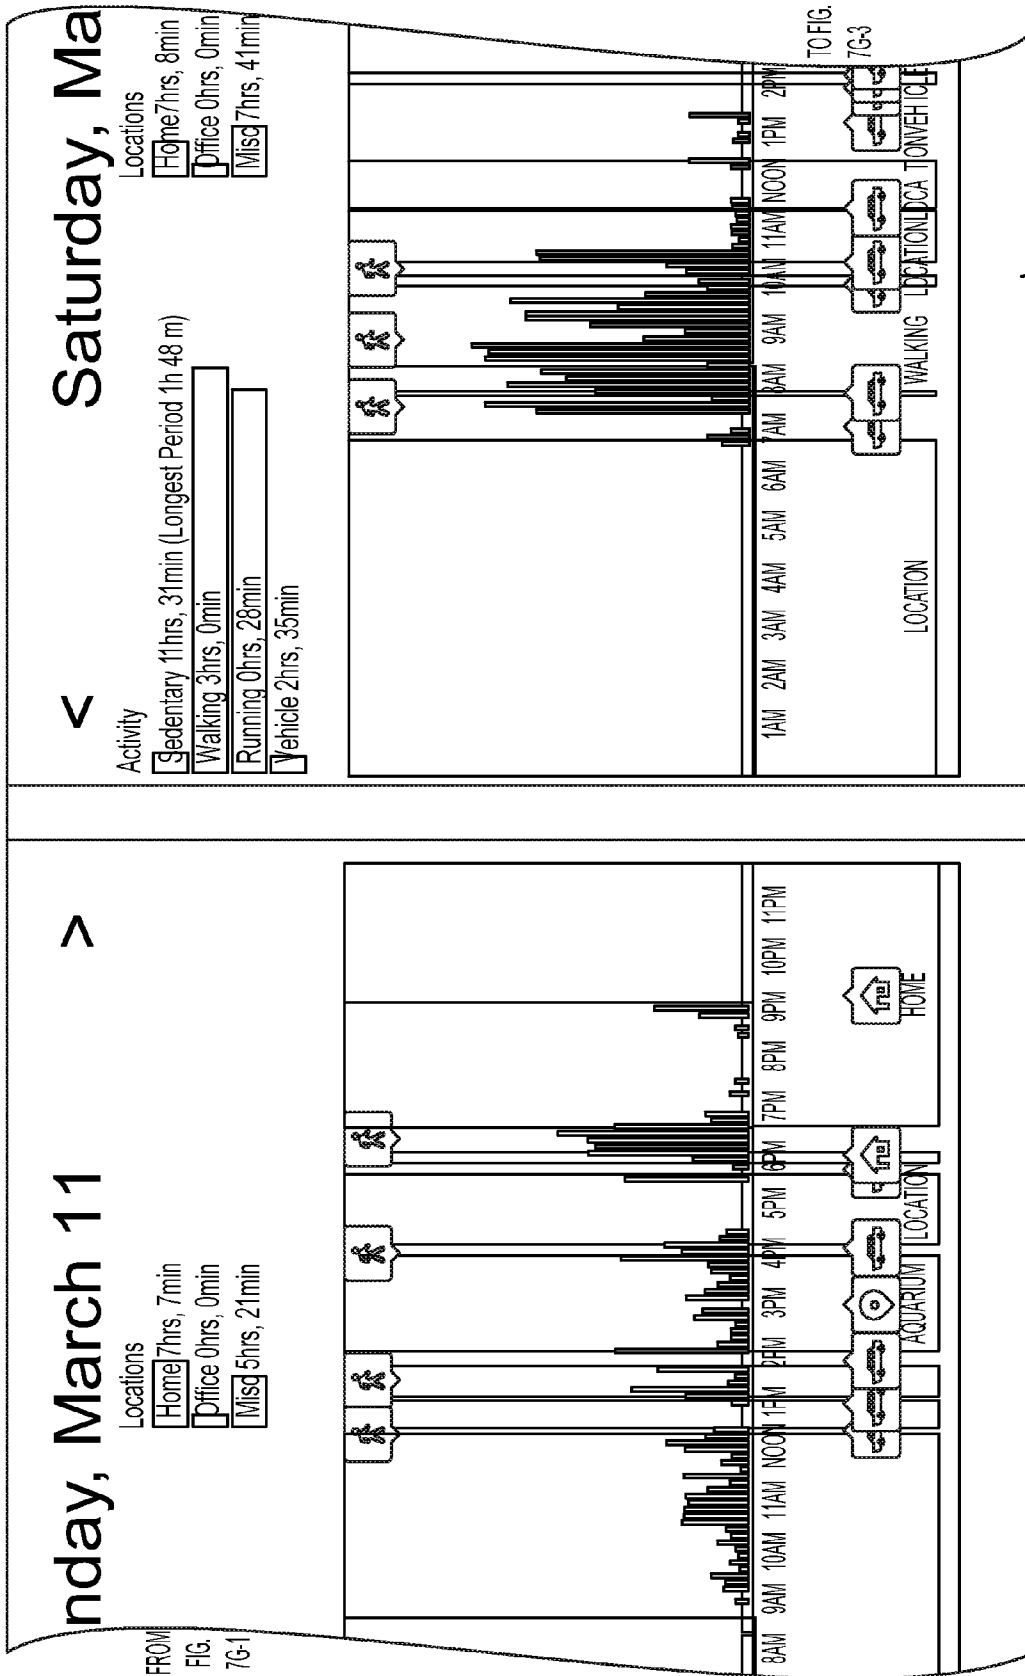 FROM
FIG.
7G-1
nday, March 11 >
Locations
Home 7hrs, 7min
Office 0hrs, 0min
Misc 5hrs, 21min
8AM 9AM 10AM 11AM NOON 1PM 2PM 3PM 4PM 5PM 6PM 7PM 8PM 9PM 10PM 11PM
AQUARIUM LOCATION HOME
< Saturday, Ma
Activity
Sedentary 11hrs, 31min (Longest Period 1h 48 m)
Walking 3hrs, 0min
Running 0hrs, 28min
Vehicle 2hrs, 35min
Locations
Home 7hrs, 8min
Office 0hrs, 0min
Misc 7hrs, 41min
1AM 2AM 3AM 4AM 5AM 6AM 7AM 8AM 9AM 10AM 11AM NOON 1PM 2PM
LOCATION WALKING LOCATION LOCATION VEHICLE
TO FIG.
7G-3